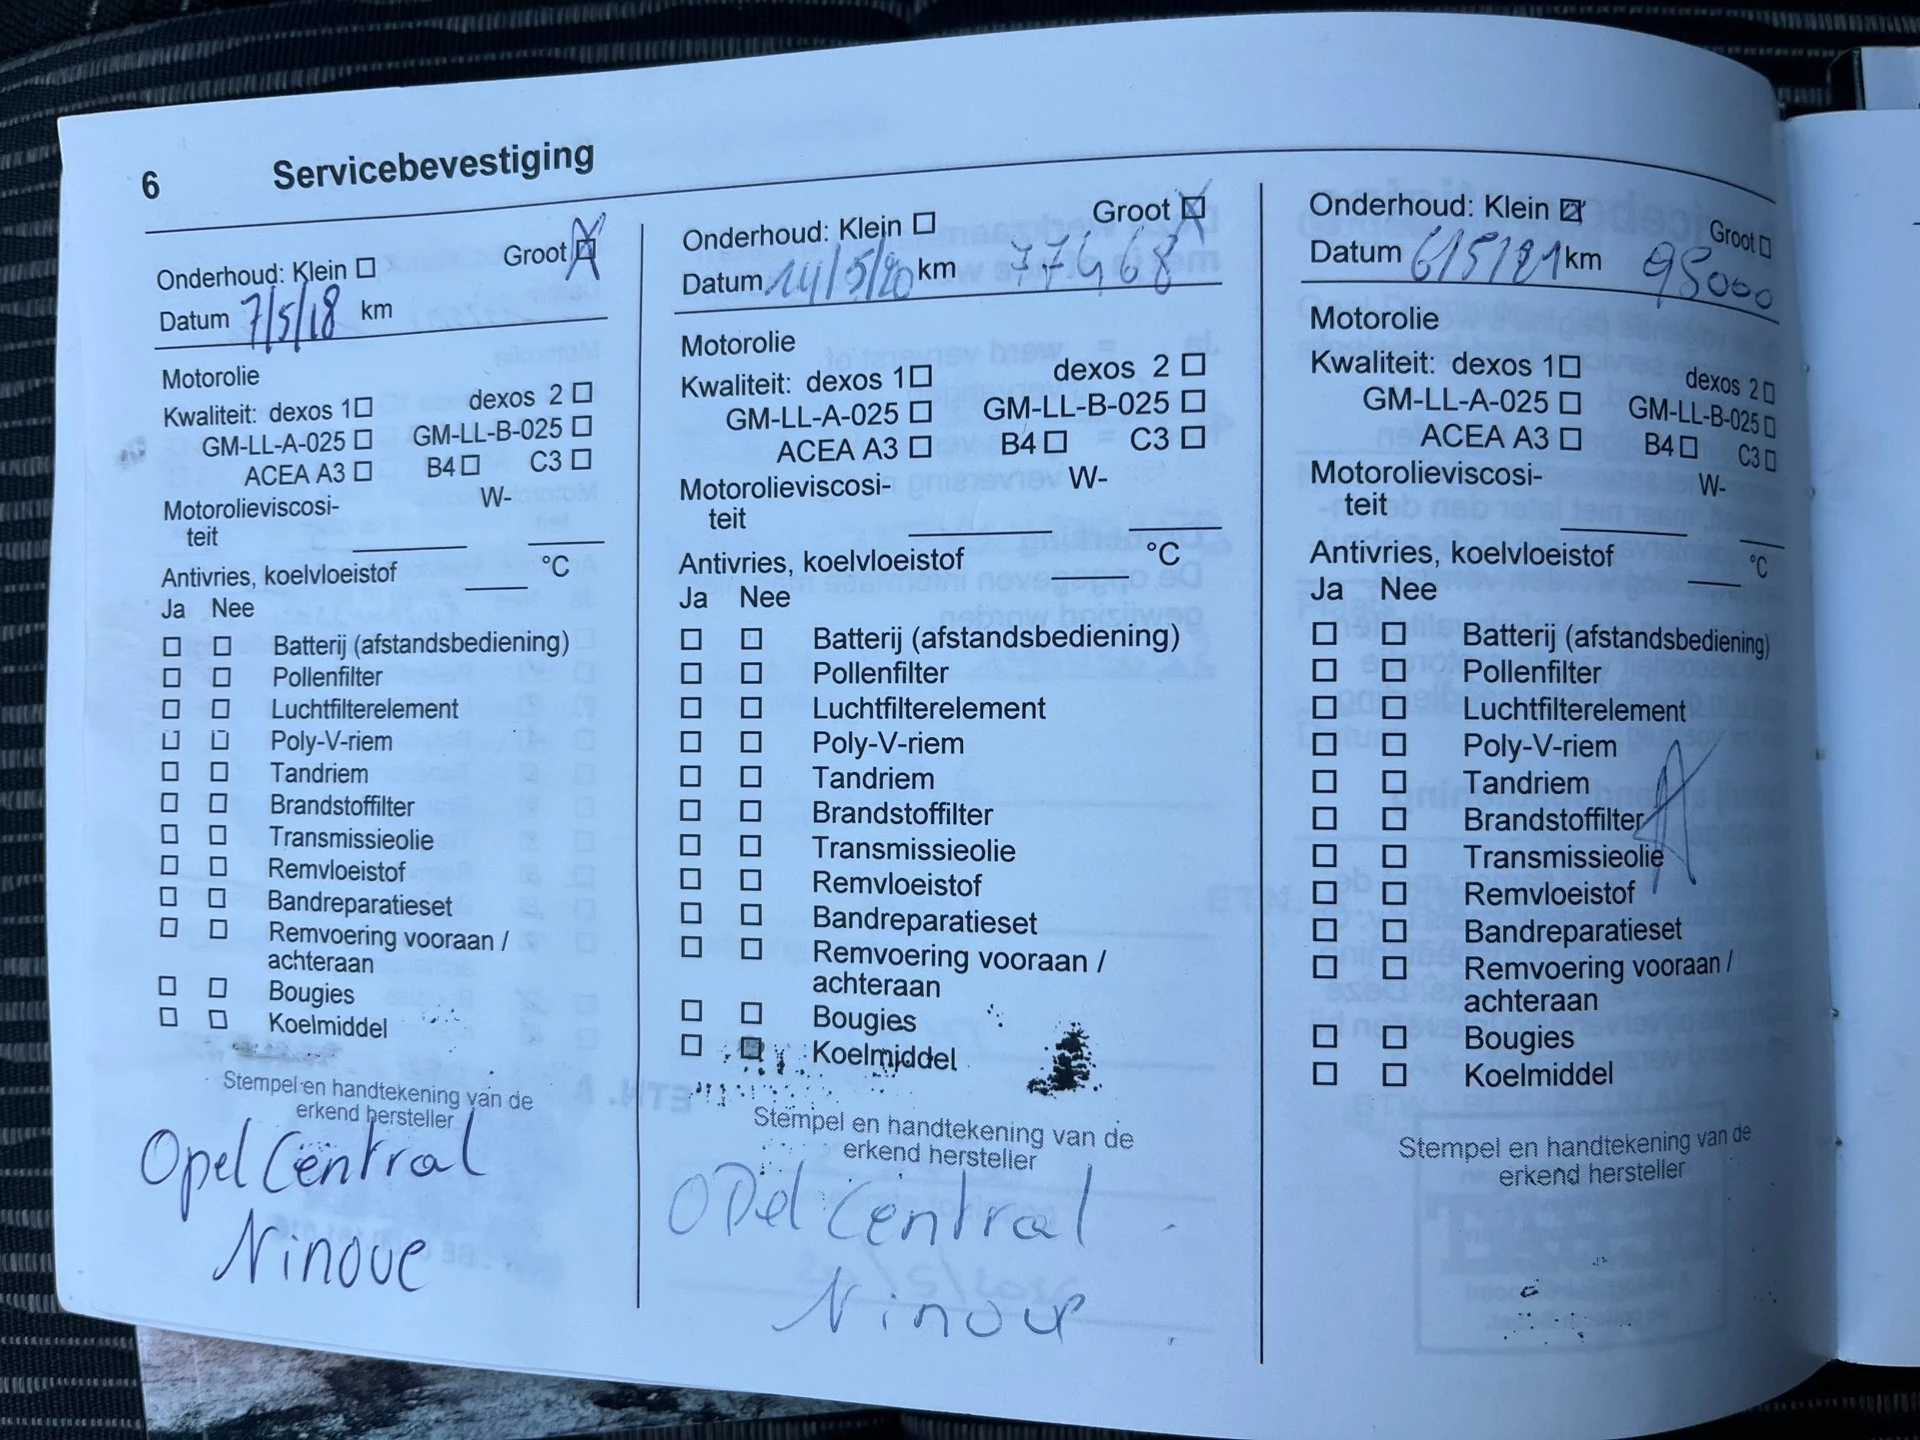 6 Servicebevestiging
Onderhoud: Klein ☐ Groot ☒
Datum 7/5/18 km
Motorolie
Kwaliteit: dexos 1 ☐ dexos 2 ☐
GM-LL-A-025 ☐ GM-LL-B-025 ☐
ACEA A3 ☐ B4 ☐ C3 ☐
Motorolieviscosi- W-
teit
Antivries, koelvloeistof °C
Ja Nee
☐ ☐ Batterij (afstandsbediening)
☐ ☐ Pollenfilter
☐ ☐ Luchtfilterelement
☐ ☐ Poly-V-riem
☐ ☐ Tandriem
☐ ☐ Brandstoffilter
☐ ☐ Transmissieolie
☐ ☐ Remvloeistof
☐ ☐ Bandreparatieset
☐ ☐ Remvoering vooraan /
achteraan
☐ ☐ Bougies
☐ ☐ Koelmiddel
Stempel en handtekening van de
erkend hersteller
Opel Central
Ninove
Onderhoud: Klein ☐ Groot ☒
Datum 14/5/20 km 77468
Motorolie
Kwaliteit: dexos 1 ☐ dexos 2 ☐
GM-LL-A-025 ☐ GM-LL-B-025 ☐
ACEA A3 ☐ B4 ☐ C3 ☐
Motorolieviscosi- W-
teit
Antivries, koelvloeistof °C
Ja Nee
☐ ☐ Batterij (afstandsbediening)
☐ ☐ Pollenfilter
☐ ☐ Luchtfilterelement
☐ ☐ Poly-V-riem
☐ ☐ Tandriem
☐ ☐ Brandstoffilter
☐ ☐ Transmissieolie
☐ ☐ Remvloeistof
☐ ☐ Bandreparatieset
☐ ☐ Remvoering vooraan /
achteraan
☐ ☐ Bougies
☐ ☐ Koelmiddel
Stempel en handtekening van de
erkend hersteller
Opel Central
Ninove
Onderhoud: Klein ☒ Groot ☐
Datum 6/5/21 km 95000
Motorolie
Kwaliteit: dexos 1 ☐ dexos 2 ☐
GM-LL-A-025 ☐ GM-LL-B-025 ☐
ACEA A3 ☐ B4 ☐ C3 ☐
Motorolieviscosi- W-
teit
Antivries, koelvloeistof °C
Ja Nee
☐ ☐ Batterij (afstandsbediening)
☐ ☐ Pollenfilter
☐ ☐ Luchtfilterelement
☐ ☐ Poly-V-riem
☐ ☐ Tandriem
☐ ☐ Brandstoffilter
☐ ☐ Transmissieolie
☐ ☐ Remvloeistof
☐ ☐ Bandreparatieset
☐ ☐ Remvoering vooraan /
achteraan
☐ ☐ Bougies
☐ ☐ Koelmiddel
Stempel en handtekening van de
erkend hersteller